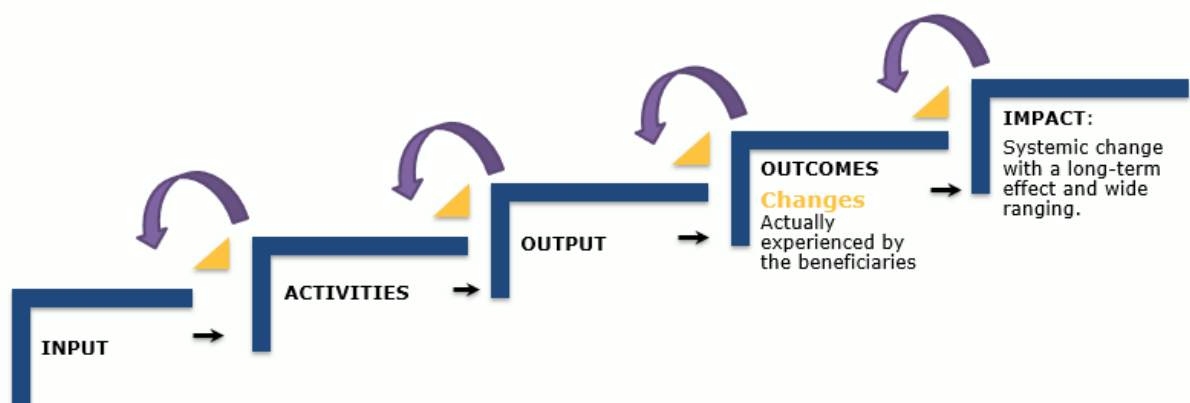 INPUT
ACTIVITIES
OUTPUT
OUTCOMES
Changes
Actually
experienced by
the beneficiaries
IMPACT:
Systemic change
with a long-term
effect and wide
ranging.